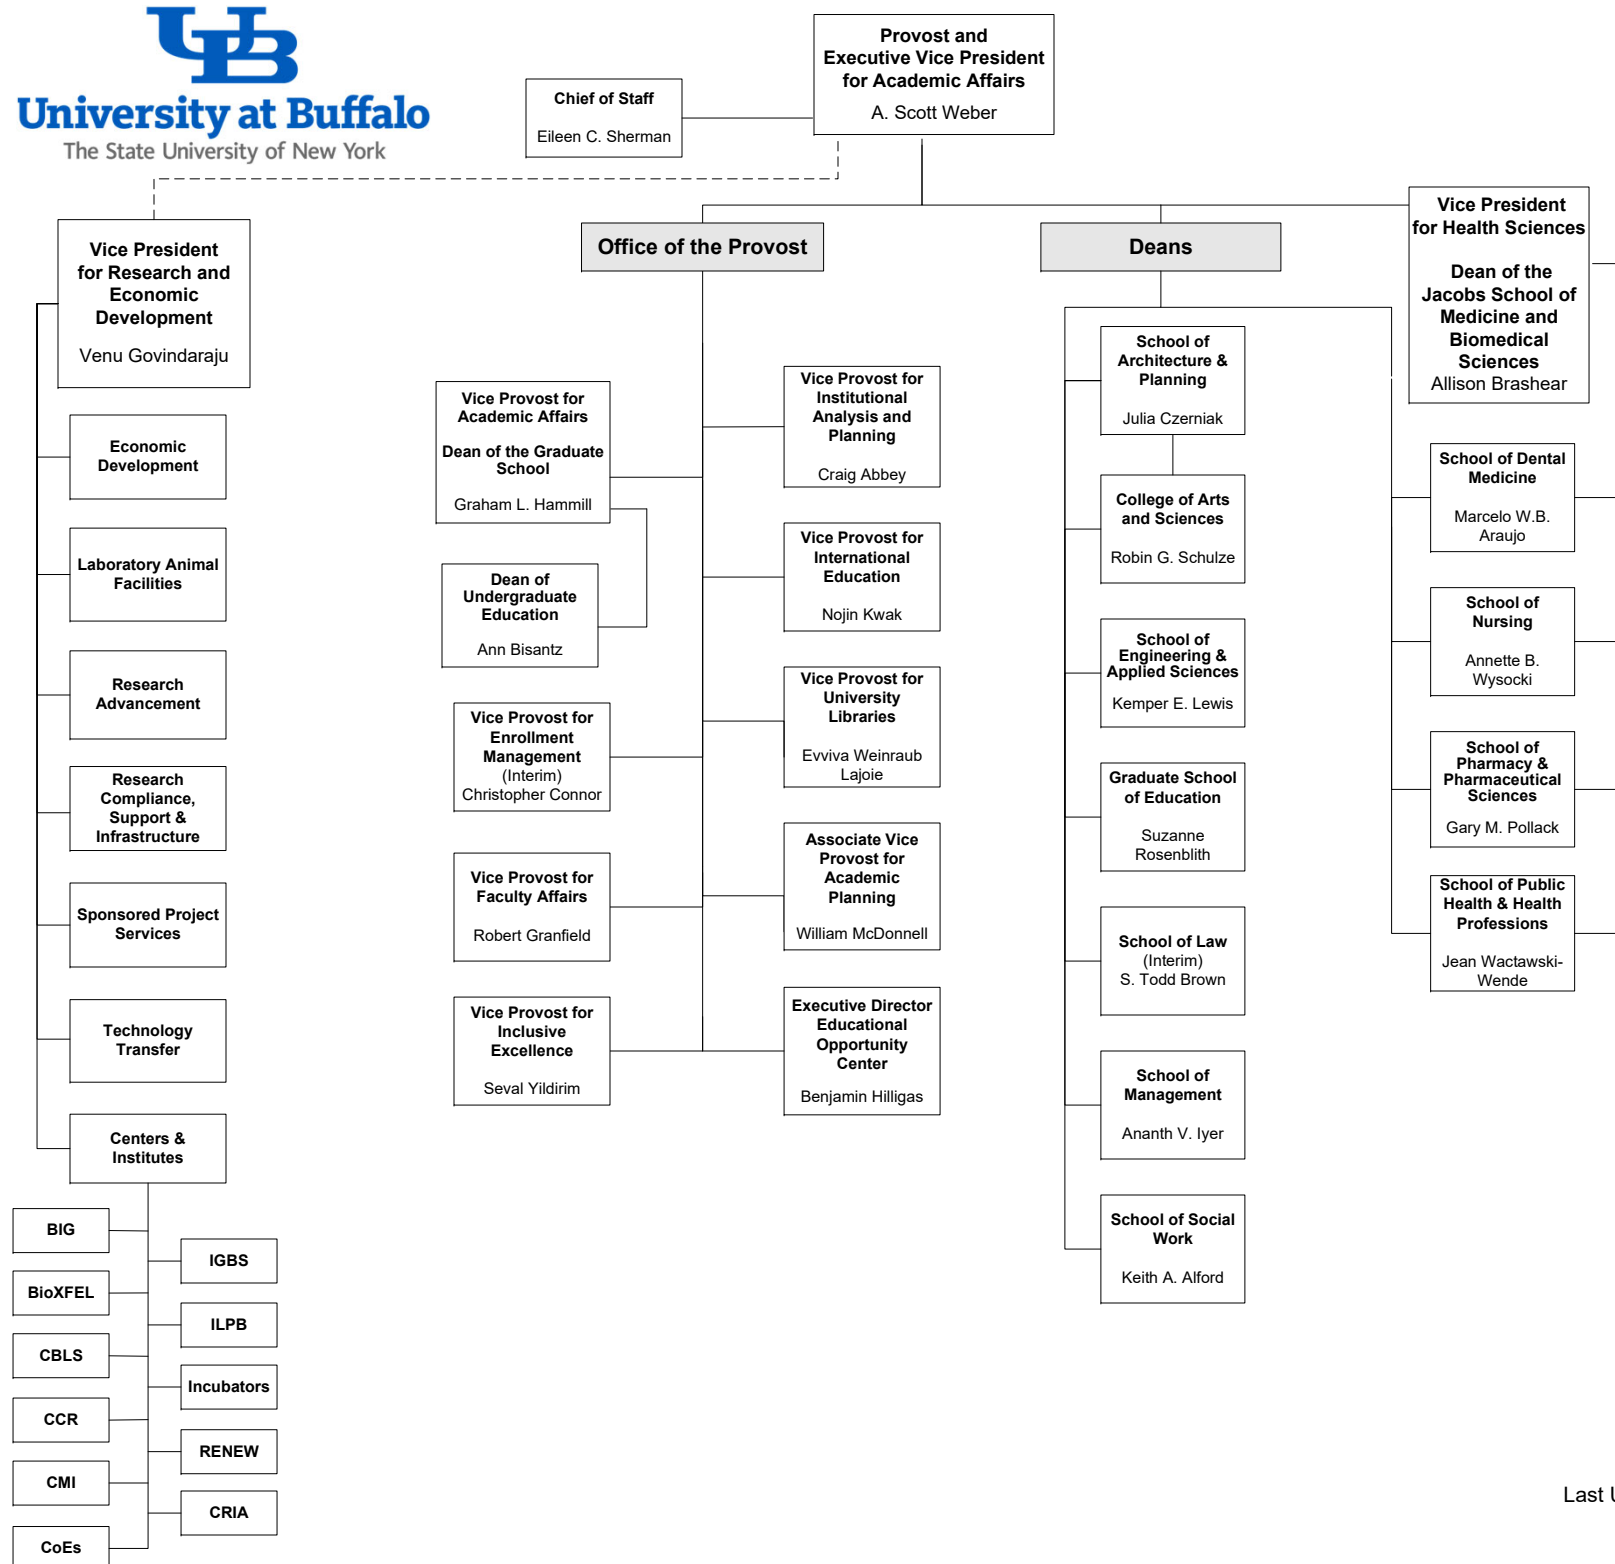 UB
University at Buffalo
The State University of New York
Provost and
Executive Vice President
for Academic Affairs
A. Scott Weber
Chief of Staff
Eileen C. Sherman
Vice President
for Research and
Economic
Development
Venu Govindaraju
Economic
Development
Laboratory Animal
Facilities
Research
Advancement
Research
Compliance,
Support &
Infrastructure
Sponsored Project
Services
Technology
Transfer
Centers &
Institutes
BIG
IGBS
BioXFEL
ILPB
CBLS
Incubators
CCR
RENEW
CMI
CRIA
CoEs
Office of the Provost
Vice Provost for
Academic Affairs
Dean of the Graduate
School
Graham L. Hammill
Dean of
Undergraduate
Education
Ann Bisantz
Vice Provost for
Enrollment
Management
(Interim)
Christopher Connor
Vice Provost for
Faculty Affairs
Robert Granfield
Vice Provost for
Inclusive
Excellence
Seval Yildirim
Vice Provost for
Institutional
Analysis and
Planning
Craig Abbey
Vice Provost for
International
Education
Nojin Kwak
Vice Provost for
University
Libraries
Evviva Weinraub
Lajoie
Associate Vice
Provost for
Academic
Planning
William McDonnell
Executive Director
Educational
Opportunity
Center
Benjamin Hilligas
Deans
School of
Architecture &
Planning
Julia Czerniak
College of Arts
and Sciences
Robin G. Schulze
School of
Engineering &
Applied Sciences
Kemper E. Lewis
Graduate School
of Education
Suzanne
Rosenblith
School of Law
(Interim)
S. Todd Brown
School of
Management
Ananth V. Iyer
School of Social
Work
Keith A. Alford
Vice President
for Health Sciences
Dean of the
Jacobs School of
Medicine and
Biomedical
Sciences
Allison Brashear
School of Dental
Medicine
Marcelo W.B.
Araujo
School of
Nursing
Annette B.
Wysocki
School of
Pharmacy &
Pharmaceutical
Sciences
Gary M. Pollack
School of Public
Health & Health
Professions
Jean Wactawski-
Wende
Last U